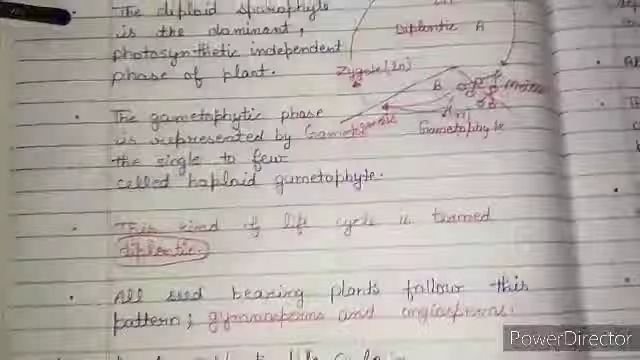 The diploid sporophyte
is the dominant,
photosynthetic independent
phase of plant.
Diplontic A
Zygote (2n)
B
Gametogenesis
Gametophyte
The gametophytic phase
is represented by
the single to few
celled haploid gametophyte.
This kind of life cycle is termed
diplontic.
All seed bearing plants follow this
pattern; gymnosperms and angiosperms.
PowerDirector